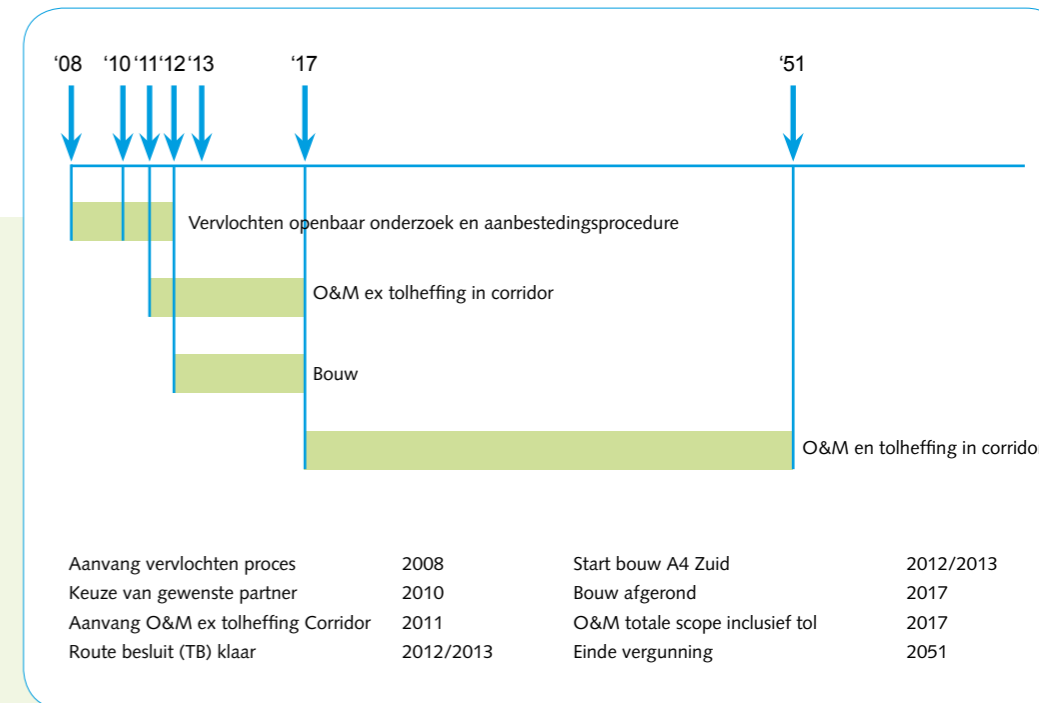 ‘08 ‘10 ‘11 ‘12 ‘13 ‘17 ‘51
Vervlochten openbaar onderzoek en aanbestedingsprocedure
O&M ex tolheffing in corridor
Bouw
O&M en tolheffing in corrido
Aanvang vervlochten proces 2008 Start bouw A4 Zuid 2012/2013
Keuze van gewenste partner 2010 Bouw afgerond 2017
Aanvang O&M ex tolheffing Corridor 2011 O&M totale scope inclusief tol 2017
Route besluit (TB) klaar 2012/2013 Einde vergunning 2051